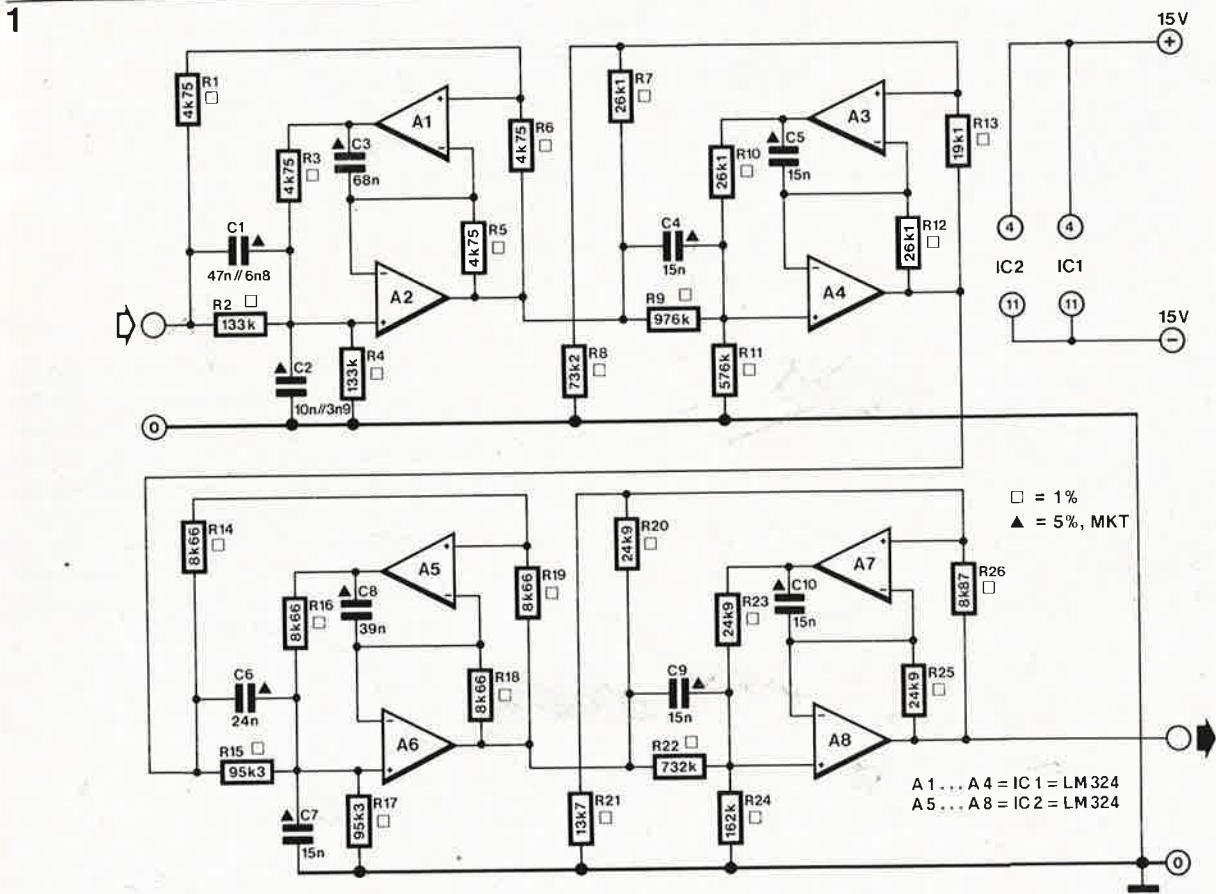 1
15V
+
R1
4k75
A1
+
−
R3
4k75
C3
68n
R6
4k75
C1
47n//6n8
R5
4k75
R2
133k
A2
−
+
C2
10n//3n9
R4
133k
0
R7
26k1
A3
+
−
R13
19k1
R10
26k1
C5
15n
C4
15n
R12
26k1
R9
976k
A4
−
+
R8
73k2
R11
576k
4
4
IC2
IC1
11
11
15V
−
R14
8k66
A5
+
−
R16
8k66
C8
39n
R19
8k66
C6
24n
R18
8k66
R15
95k3
A6
−
+
C7
15n
R17
95k3
R20
24k9
A7
+
−
R26
8k87
R23
24k9
C10
15n
C9
15n
R25
24k9
R22
732k
A8
−
+
R21
13k7
R24
162k
□ = 1%
▲ = 5%, MKT
A1 . . . A4 = IC1 = LM324
A5 . . . A8 = IC2 = LM324
0